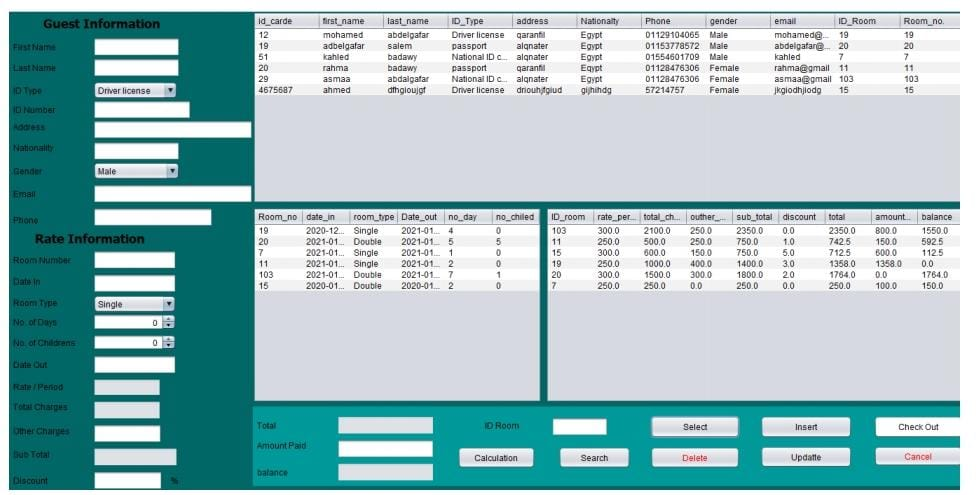 Guest Information
First Name
Last Name
ID Type Driver license
ID Number
Address
Nationality
Gender Male
Email
Phone
Rate Information
Room Number
Date In
Room Type Single
No. of Days 0
No. of Childrens 0
Date Out
Rate / Period
Total Charges
Other Charges
Sub Total
Discount %
id_carde first_name last_name ID_Type address Nationalty Phone gender email ID_Room Room_no.
12 mohamed abdelgafar Driver license qaranfil Egypt 01129104065 Male mohamed@... 19 19
19 adbelgafar salem passport alqnater Egypt 01153778572 Male abdelgafar@... 20 20
51 kahled badawy National ID c... alqnater Egypt 01554601709 Male kahled 7 7
20 rahma badawy passport qaranfil Egypt 01128476306 Female rahma@gmail 11 11
29 asmaa abdalgafar National ID c... alqater Egypt 01128476306 Female asmaa@gmail 103 103
4675687 ahmed dfhgioujgf Driver license driouhjfgiud gijhihdg 57214757 Female jkgiodhjiodg 15 15
Room_no date_in room_type Date_out no_day no_chiled
19 2020-12... Single 2021-01... 4 0
20 2021-01... Double 2021-01... 5 5
7 2021-01... Single 2021-01... 1 0
11 2021-01... Single 2021-01... 2 0
103 2021-01... Double 2021-01... 7 1
15 2020-01... Double 2020-01... 2 0
ID_room rate_per... total_ch... outher_... sub_total discount total amount... balance
103 300.0 2100.0 250.0 2350.0 0.0 2350.0 800.0 1550.0
11 250.0 500.0 250.0 750.0 1.0 742.5 150.0 592.5
15 300.0 600.0 150.0 750.0 5.0 712.5 600.0 112.5
19 250.0 1000.0 400.0 1400.0 3.0 1358.0 1358.0 0.0
20 300.0 1500.0 300.0 1800.0 2.0 1764.0 0.0 1764.0
7 250.0 250.0 0.0 250.0 0.0 250.0 100.0 150.0
Total
Amount Paid
balance
ID Room
Select Insert Check Out
Calculation Search Delete Updatte Cancel